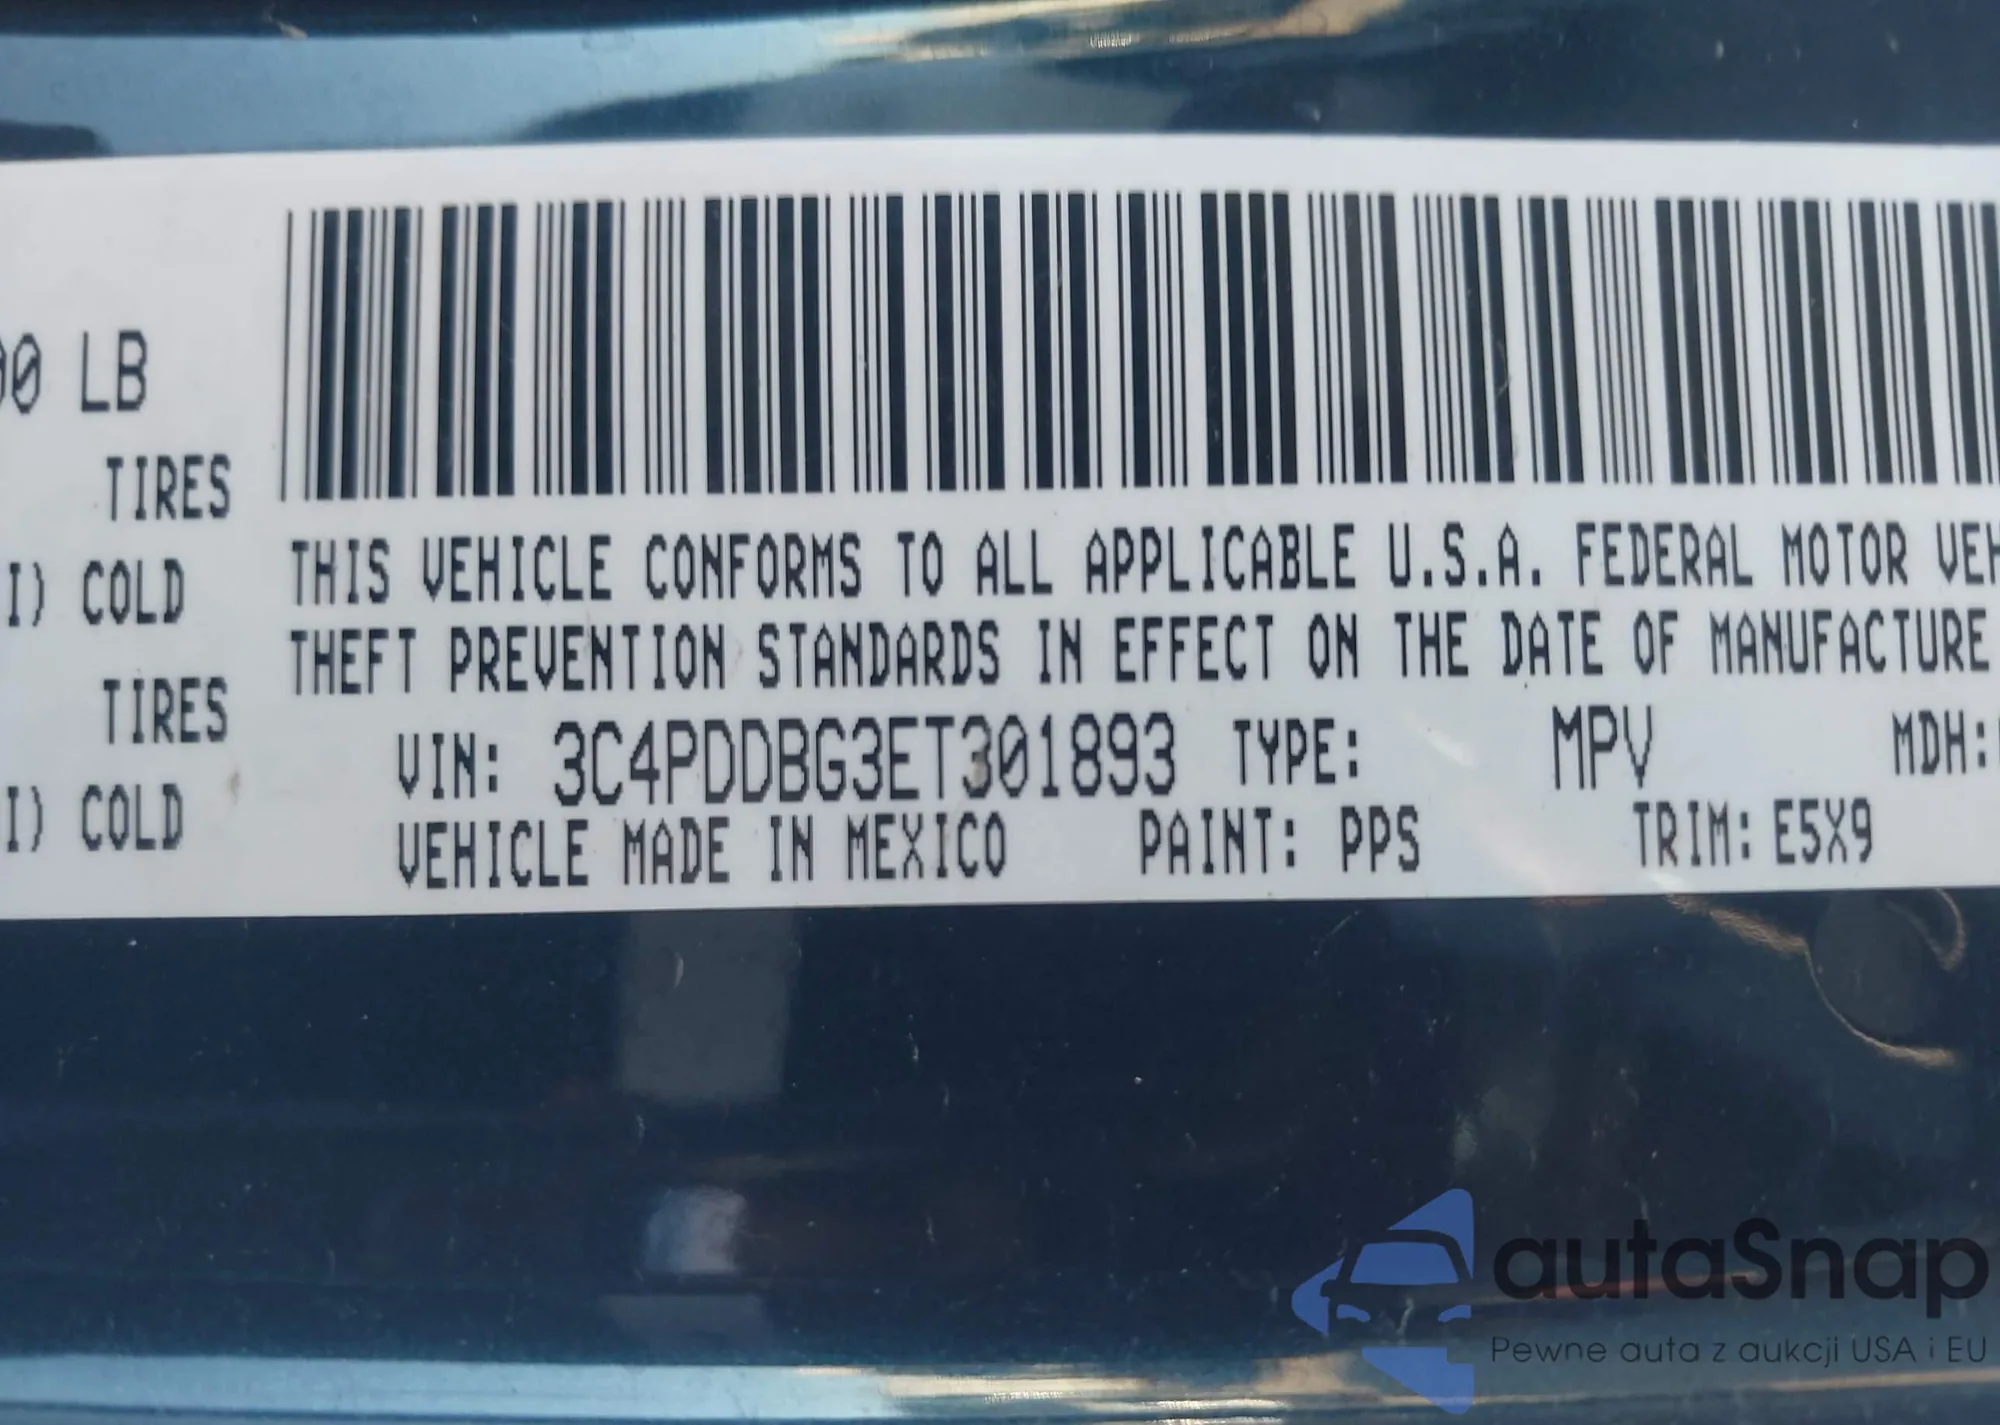 00 LB
TIRES
I) COLD
TIRES
I) COLD
THIS VEHICLE CONFORMS TO ALL APPLICABLE U.S.A. FEDERAL MOTOR VEH
THEFT PREVENTION STANDARDS IN EFFECT ON THE DATE OF MANUFACTURE
VIN: 3C4PDDBG3ET301893 TYPE: MPV MDH:
VEHICLE MADE IN MEXICO PAINT: PPS TRIM: E5X9
autaSnap
Pewne auta z aukcji USA i EU